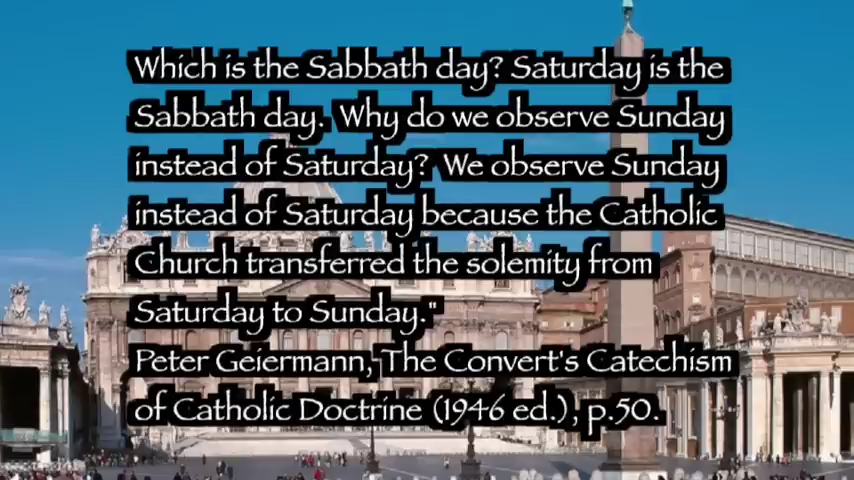 Which is the Sabbath day? Saturday is the
Sabbath day. Why do we observe Sunday
instead of Saturday? We observe Sunday
instead of Saturday because the Catholic
Church transferred the solemity from
Saturday to Sunday."
Peter Geiermann, The Convert's Catechism
of Catholic Doctrine (1946 ed.), p.50.